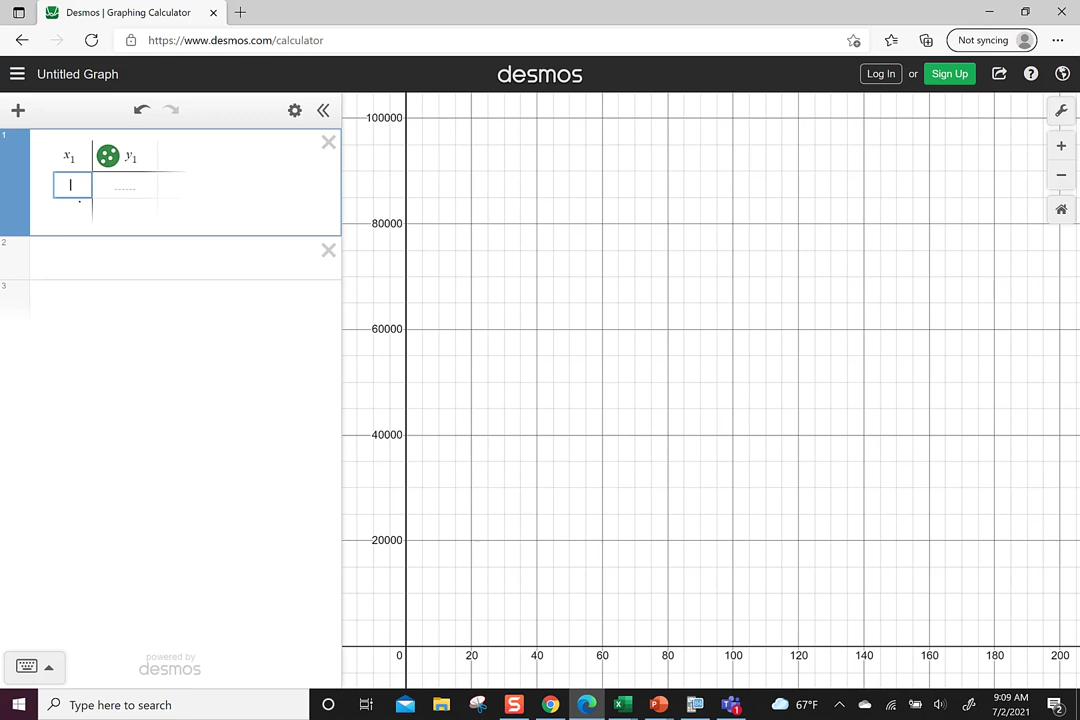 Desmos | Graphing Calculator
https://www.desmos.com/calculator
Not syncing
Untitled Graph
desmos
Log In or Sign Up
1
x1 y1
2
3
100000
80000
60000
40000
20000
0 20 40 60 80 100 120 140 160 180 200
powered by
desmos
Type here to search
67°F
9:09 AM
7/2/2021